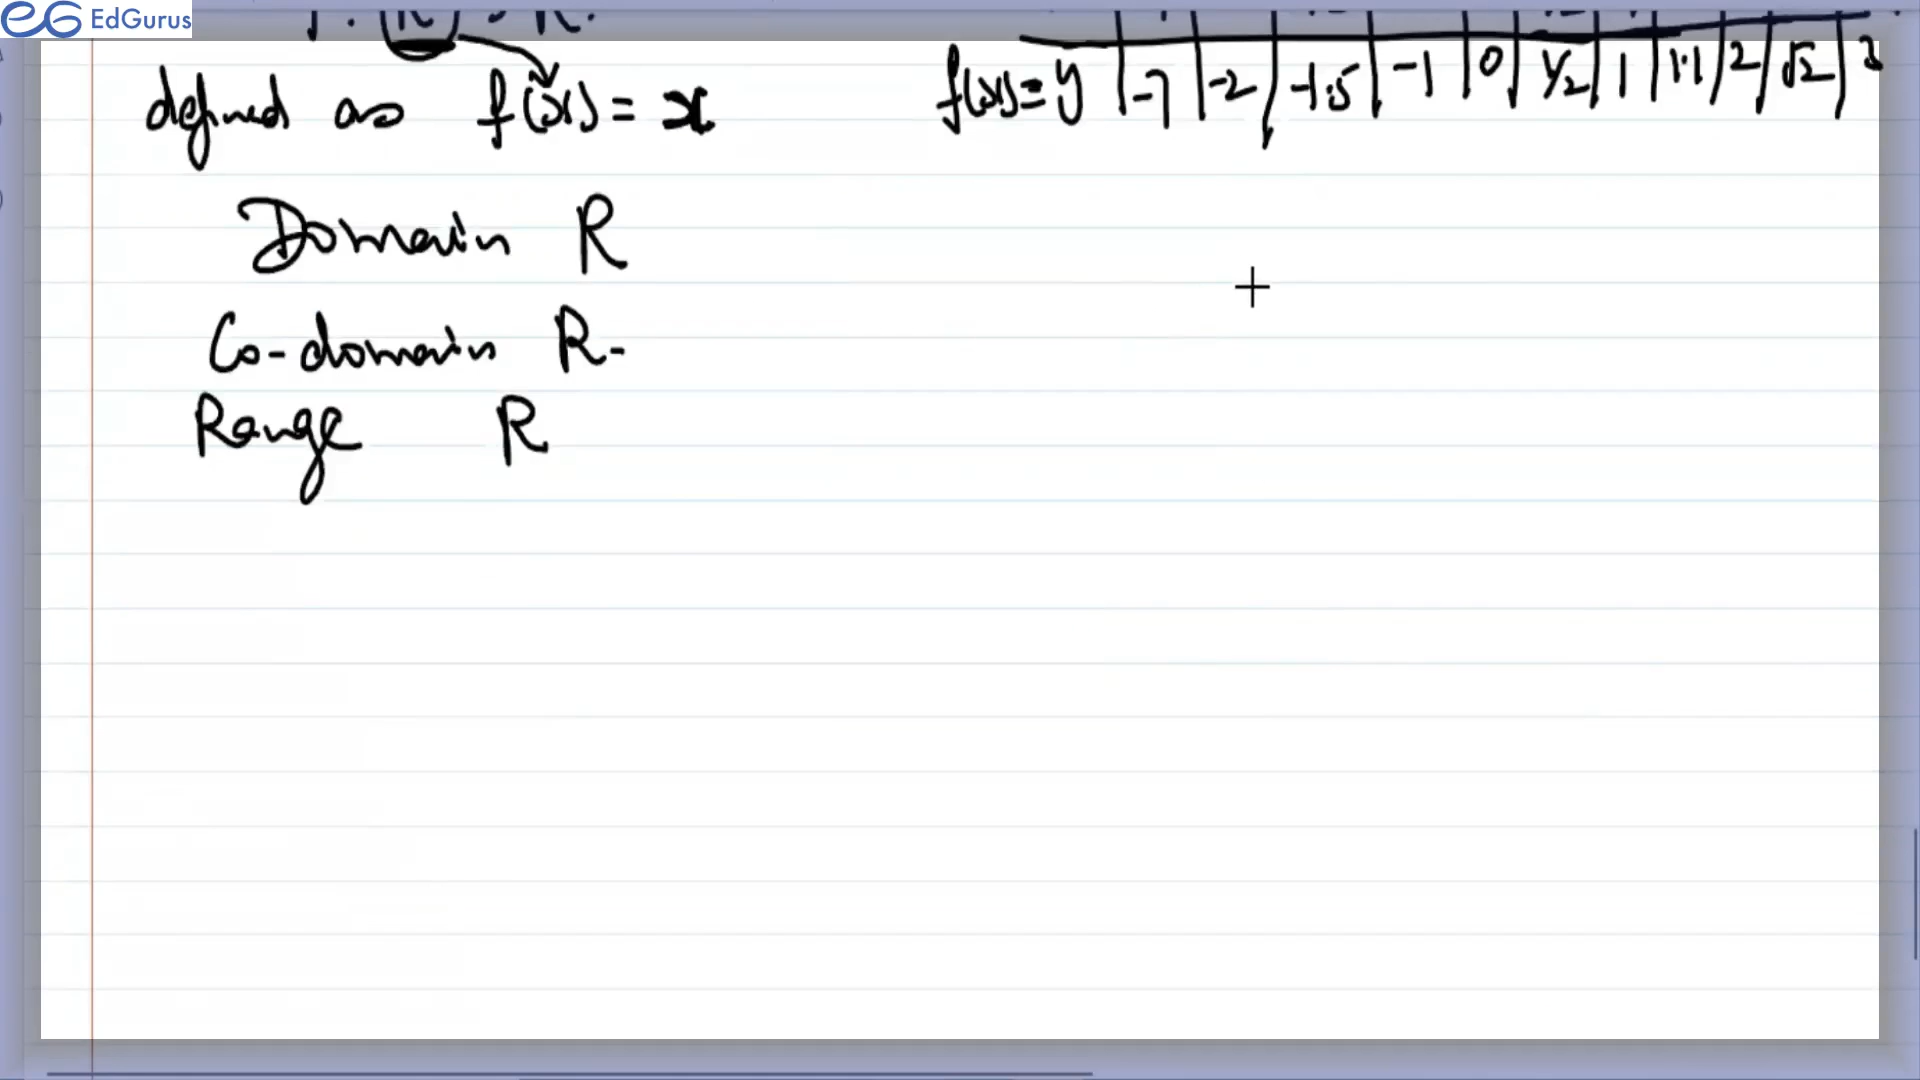 EdGurus
defined as f(x) = x
f(x) = y | -7 | -2 | -1.5 | -1 | 0 | 1/2 | 1 | 1.1 | 2 | √2 | 3
Domain R
Co-domain R-
Range R